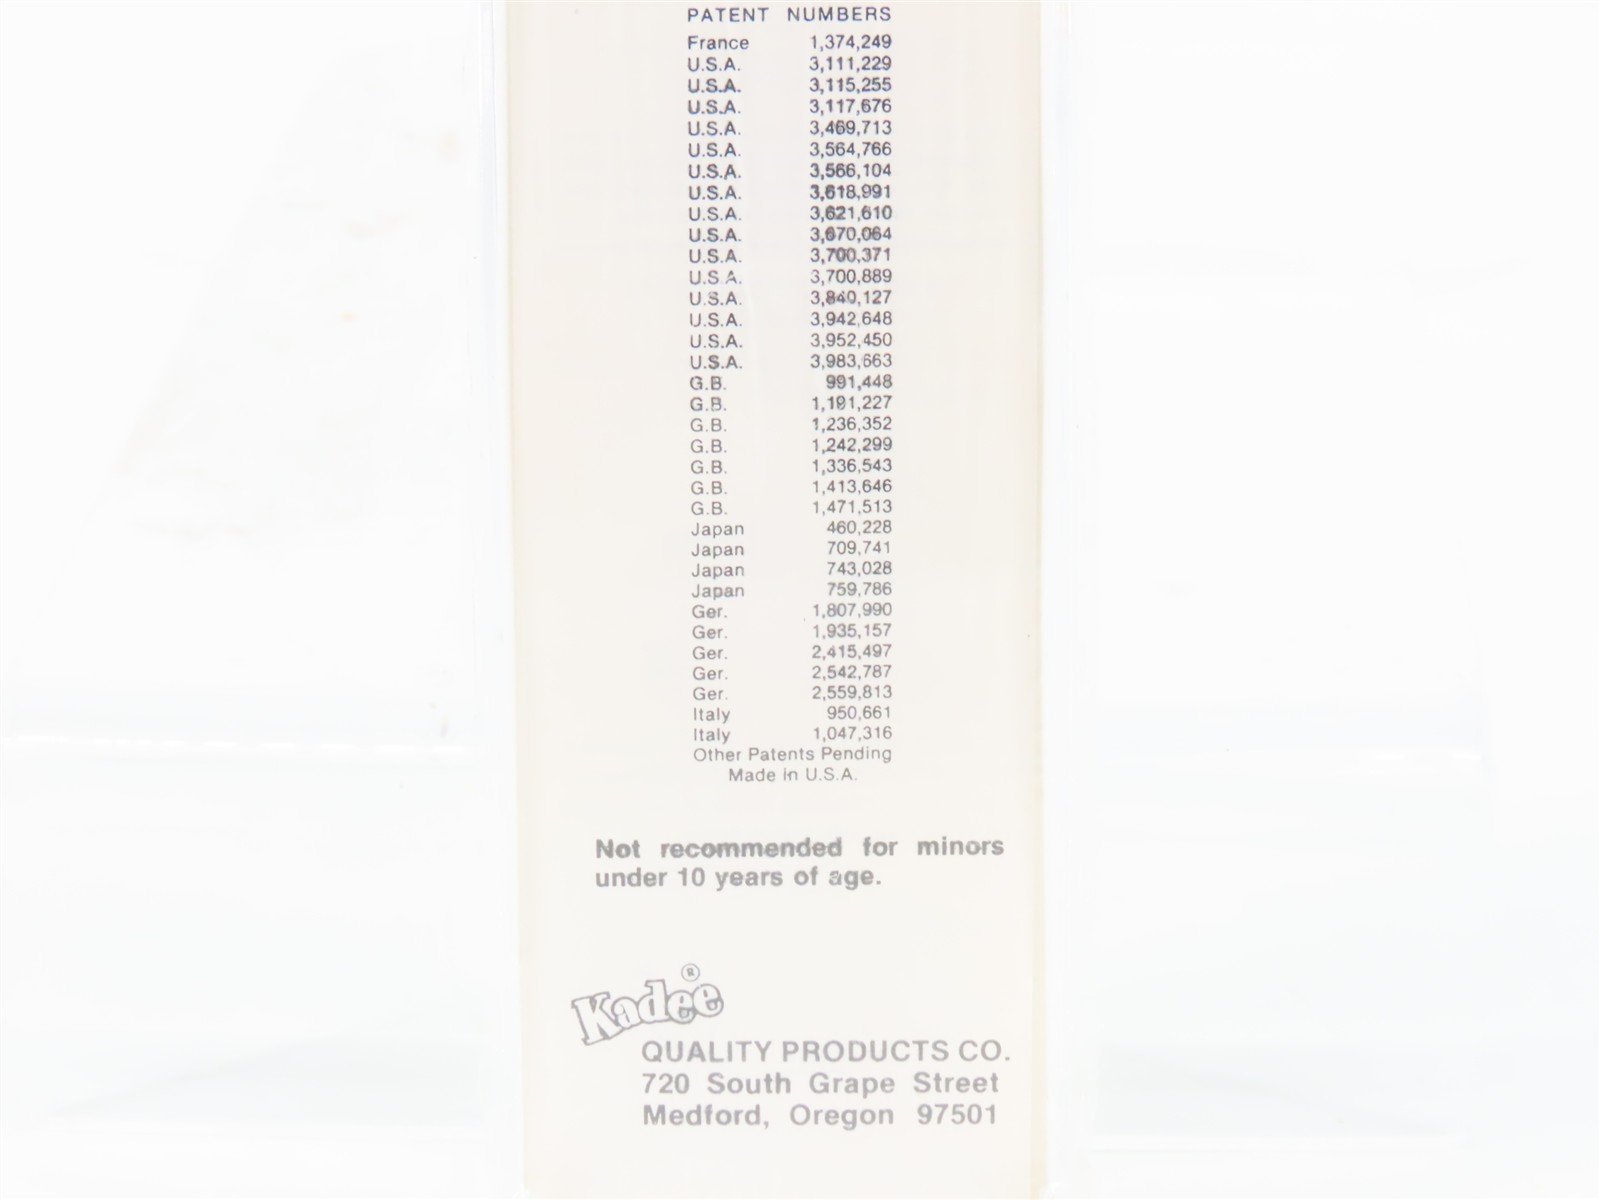 PATENT NUMBERS
France 1,374,249
U.S.A. 3,111,229
U.S.A. 3,115,255
U.S.A. 3,117,676
U.S.A. 3,469,713
U.S.A. 3,564,766
U.S.A. 3,566,104
U.S.A. 3,618,991
U.S.A. 3,621,610
U.S.A. 3,670,064
U.S.A. 3,700,371
U.S.A. 3,700,889
U.S.A. 3,840,127
U.S.A. 3,942,648
U.S.A. 3,952,450
U.S.A. 3,983,663
G.B. 991,448
G.B. 1,191,227
G.B. 1,236,352
G.B. 1,242,299
G.B. 1,336,543
G.B. 1,413,646
G.B. 1,471,513
Japan 460,228
Japan 709,741
Japan 743,028
Japan 759,786
Ger. 1,807,990
Ger. 1,935,157
Ger. 2,415,497
Ger. 2,542,787
Ger. 2,559,813
Italy 950,661
Italy 1,047,316
Other Patents Pending
Made in U.S.A.
Not recommended for minors
under 10 years of age.
Kadee ®
QUALITY PRODUCTS CO.
720 South Grape Street
Medford, Oregon 97501